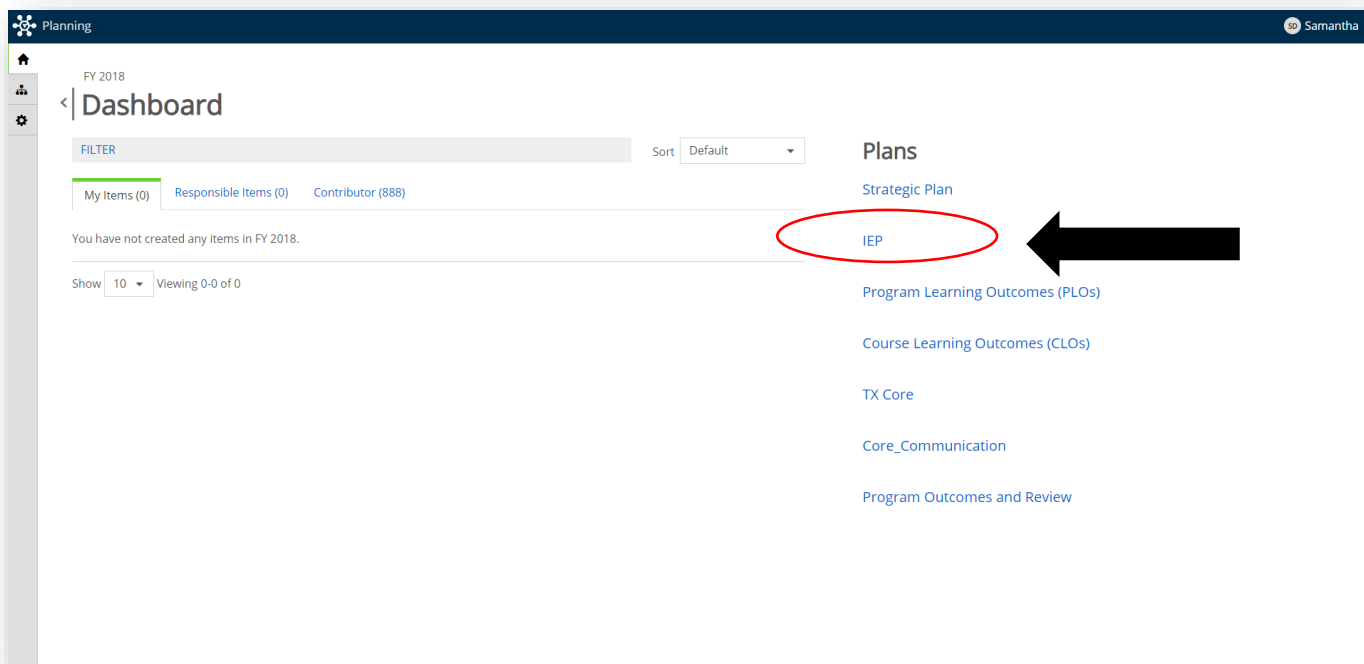 Planning
SD Samantha
FY 2018
Dashboard
FILTER
Sort Default
My Items (0) Responsible Items (0) Contributor (888)
You have not created any items in FY 2018.
Show 10 Viewing 0-0 of 0
Plans
Strategic Plan
IEP
Program Learning Outcomes (PLOs)
Course Learning Outcomes (CLOs)
TX Core
Core_Communication
Program Outcomes and Review